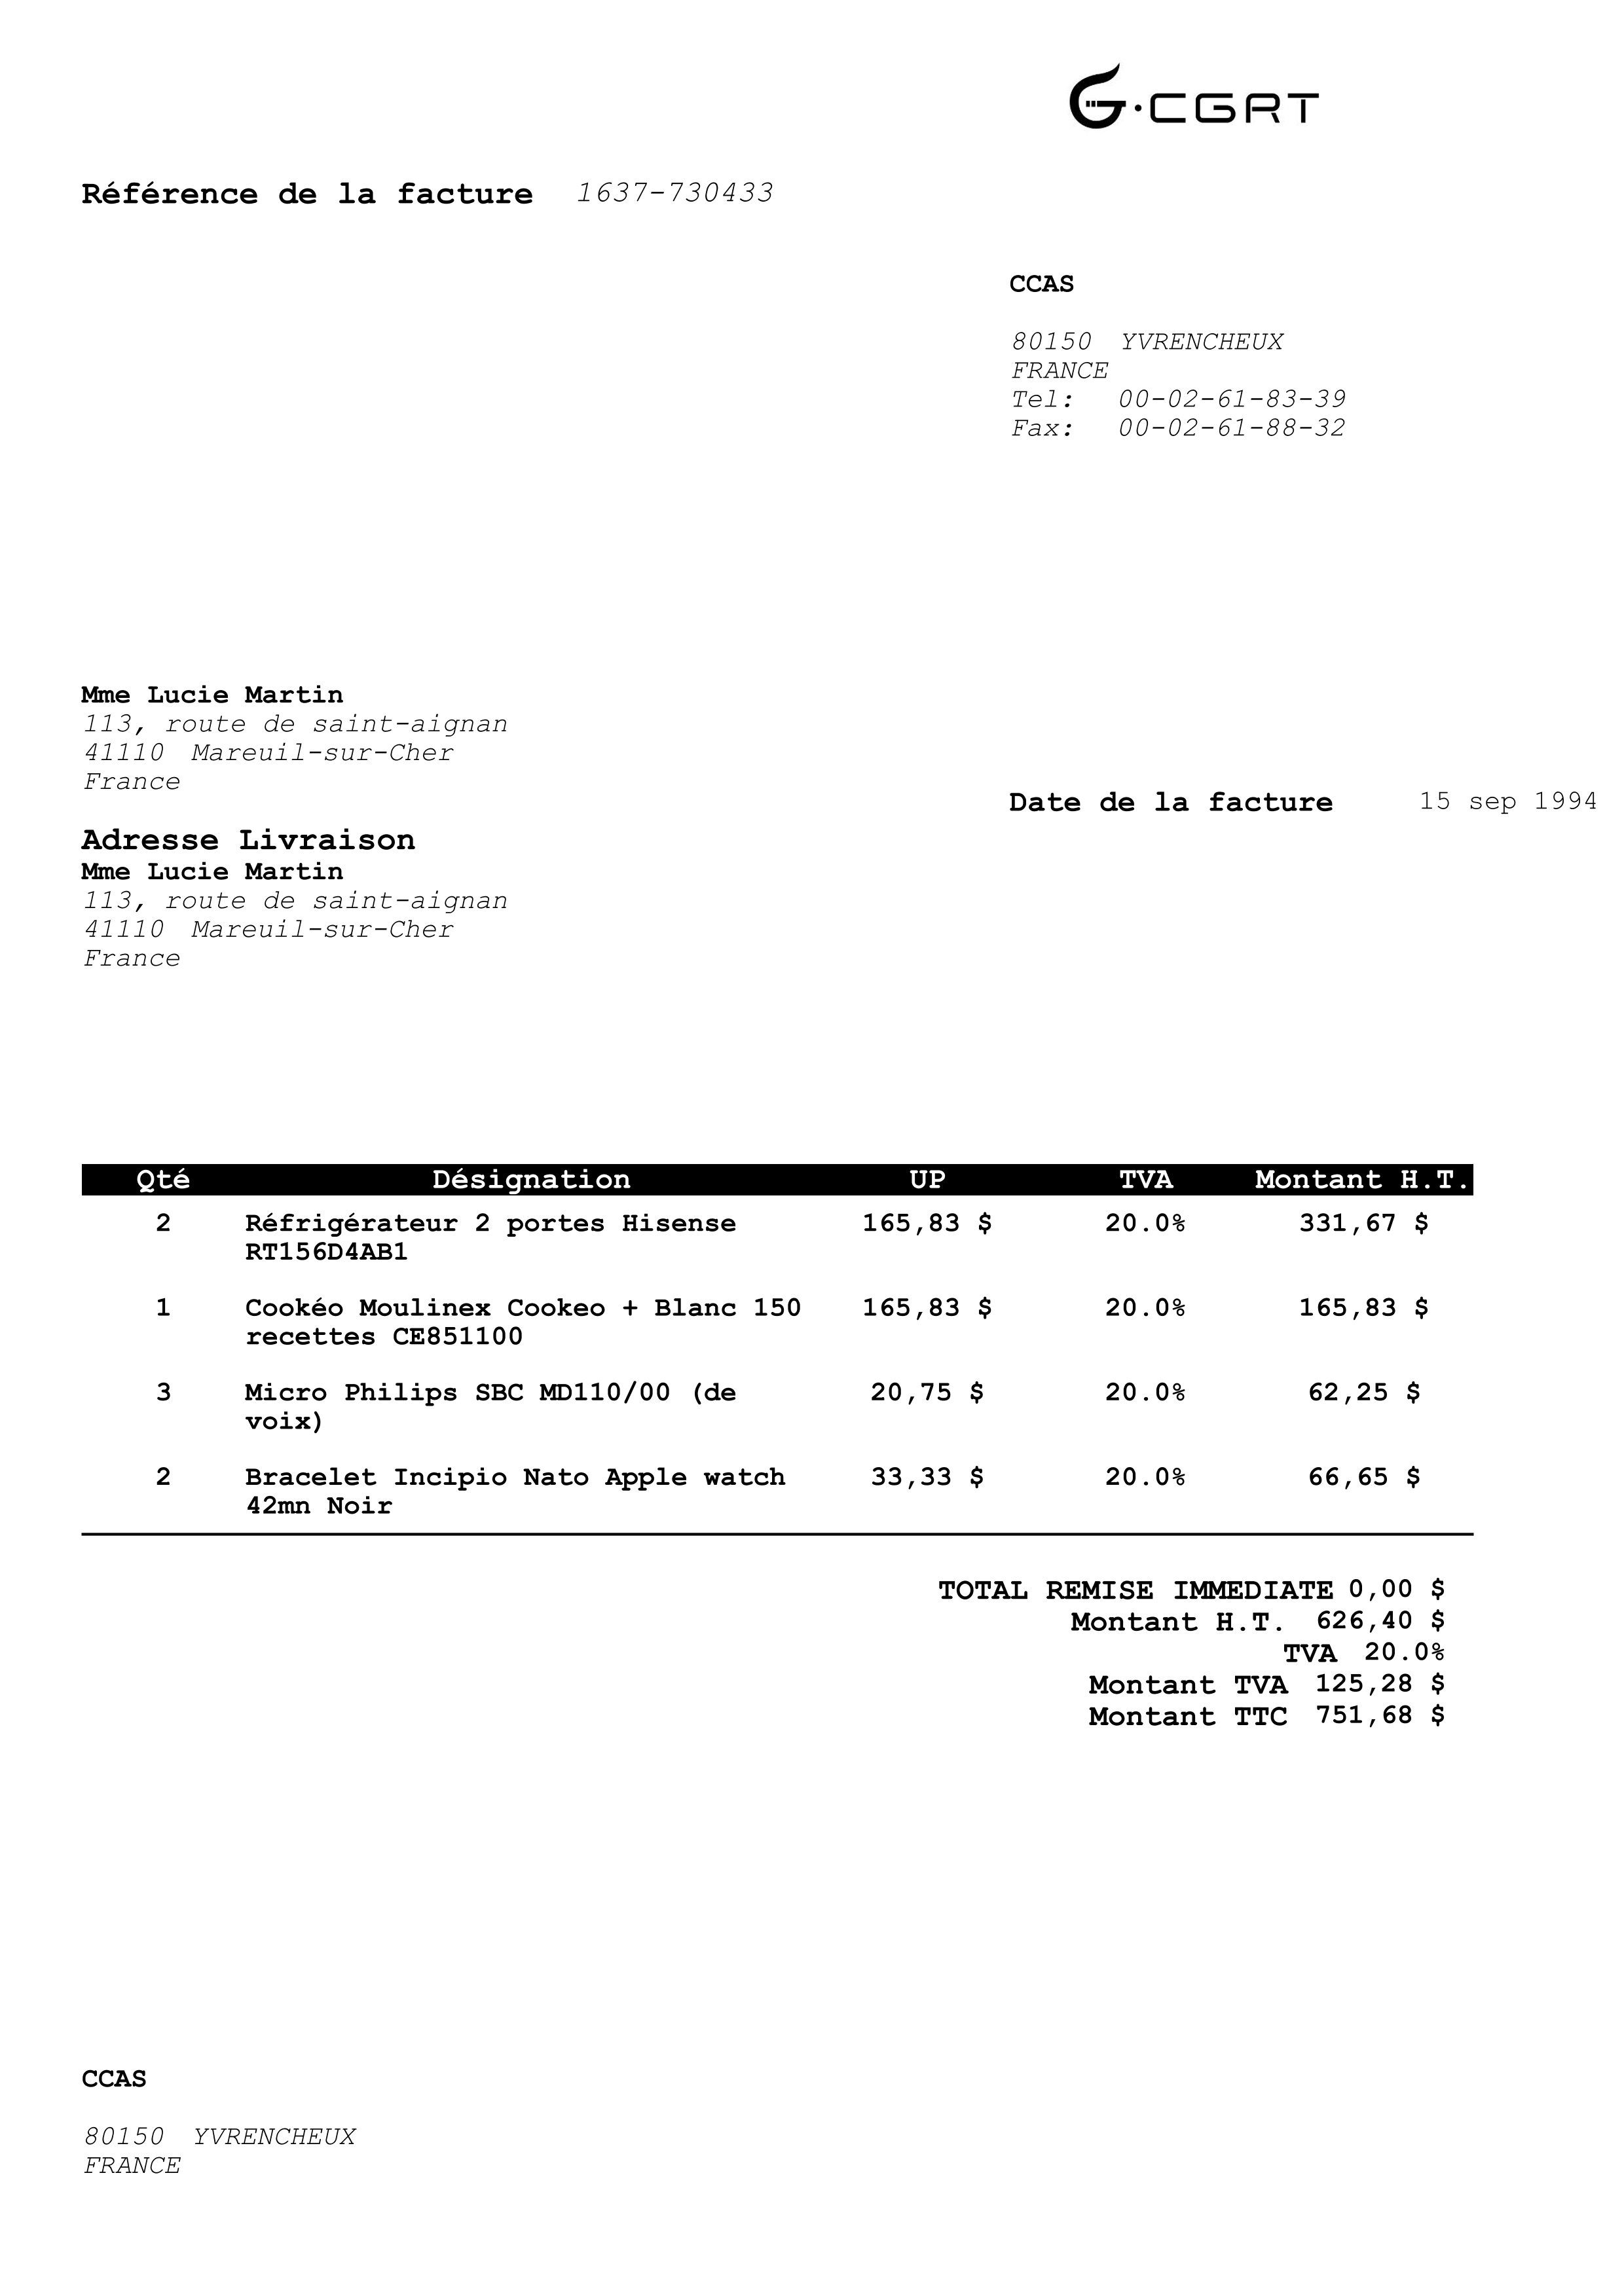 G·CGRT
Référence de la facture 1637-730433
CCAS
80150 YVRENCHEUX
FRANCE
Tel: 00-02-61-83-39
Fax: 00-02-61-88-32
Mme Lucie Martin
113, route de saint-aignan
41110 Mareuil-sur-Cher
France
Date de la facture 15 sep 1994
Adresse Livraison
Mme Lucie Martin
113, route de saint-aignan
41110 Mareuil-sur-Cher
France
Qté Désignation UP TVA Montant H.T.
2 Réfrigérateur 2 portes Hisense 165,83 $ 20.0% 331,67 $
RT156D4AB1
1 Cookéo Moulinex Cookeo + Blanc 150 165,83 $ 20.0% 165,83 $
recettes CE851100
3 Micro Philips SBC MD110/00 (de 20,75 $ 20.0% 62,25 $
voix)
2 Bracelet Incipio Nato Apple watch 33,33 $ 20.0% 66,65 $
42mn Noir
TOTAL REMISE IMMEDIATE 0,00 $
Montant H.T. 626,40 $
TVA 20.0%
Montant TVA 125,28 $
Montant TTC 751,68 $
CCAS
80150 YVRENCHEUX
FRANCE